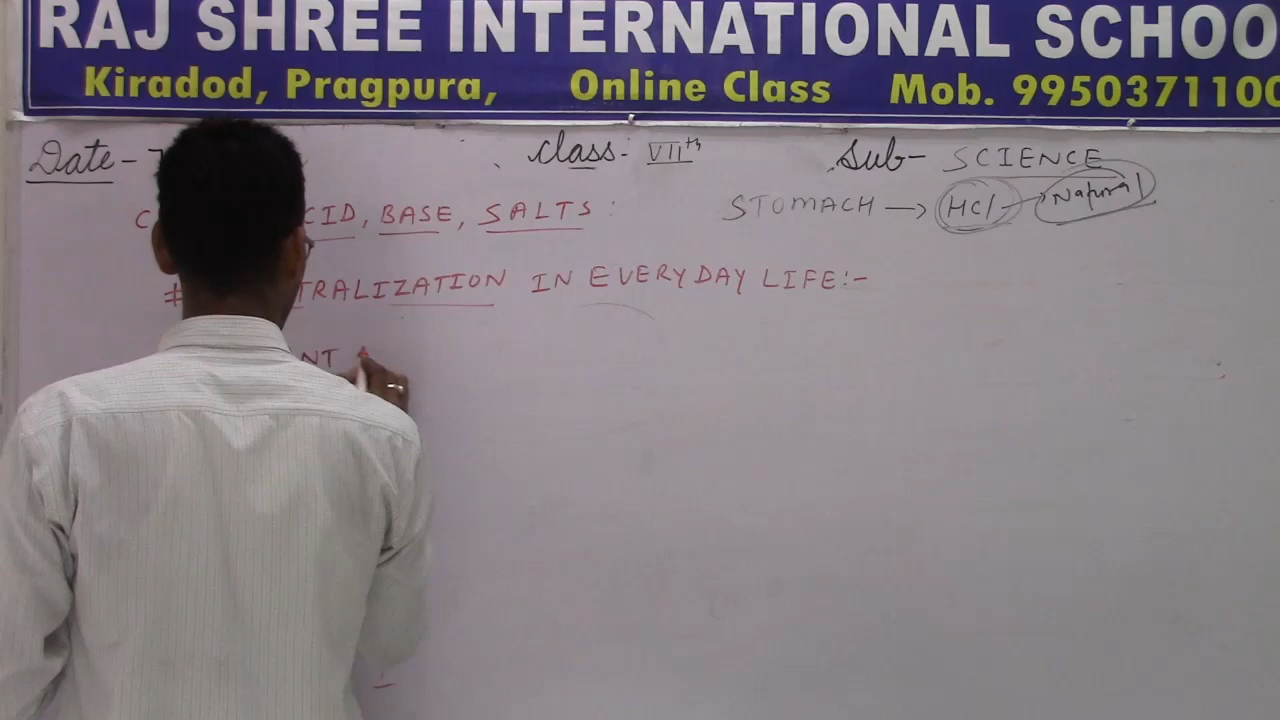 RAJ SHREE INTERNATIONAL SCHOO
Kiradod, Pragpura, Online Class Mob. 9950371100
Date - Class:- VIIth Sub- SCIENCE
CID, BASE, SALTS : STOMACH → HCl → Natural
# TRALIZATION IN EVERYDAY LIFE:-
NT